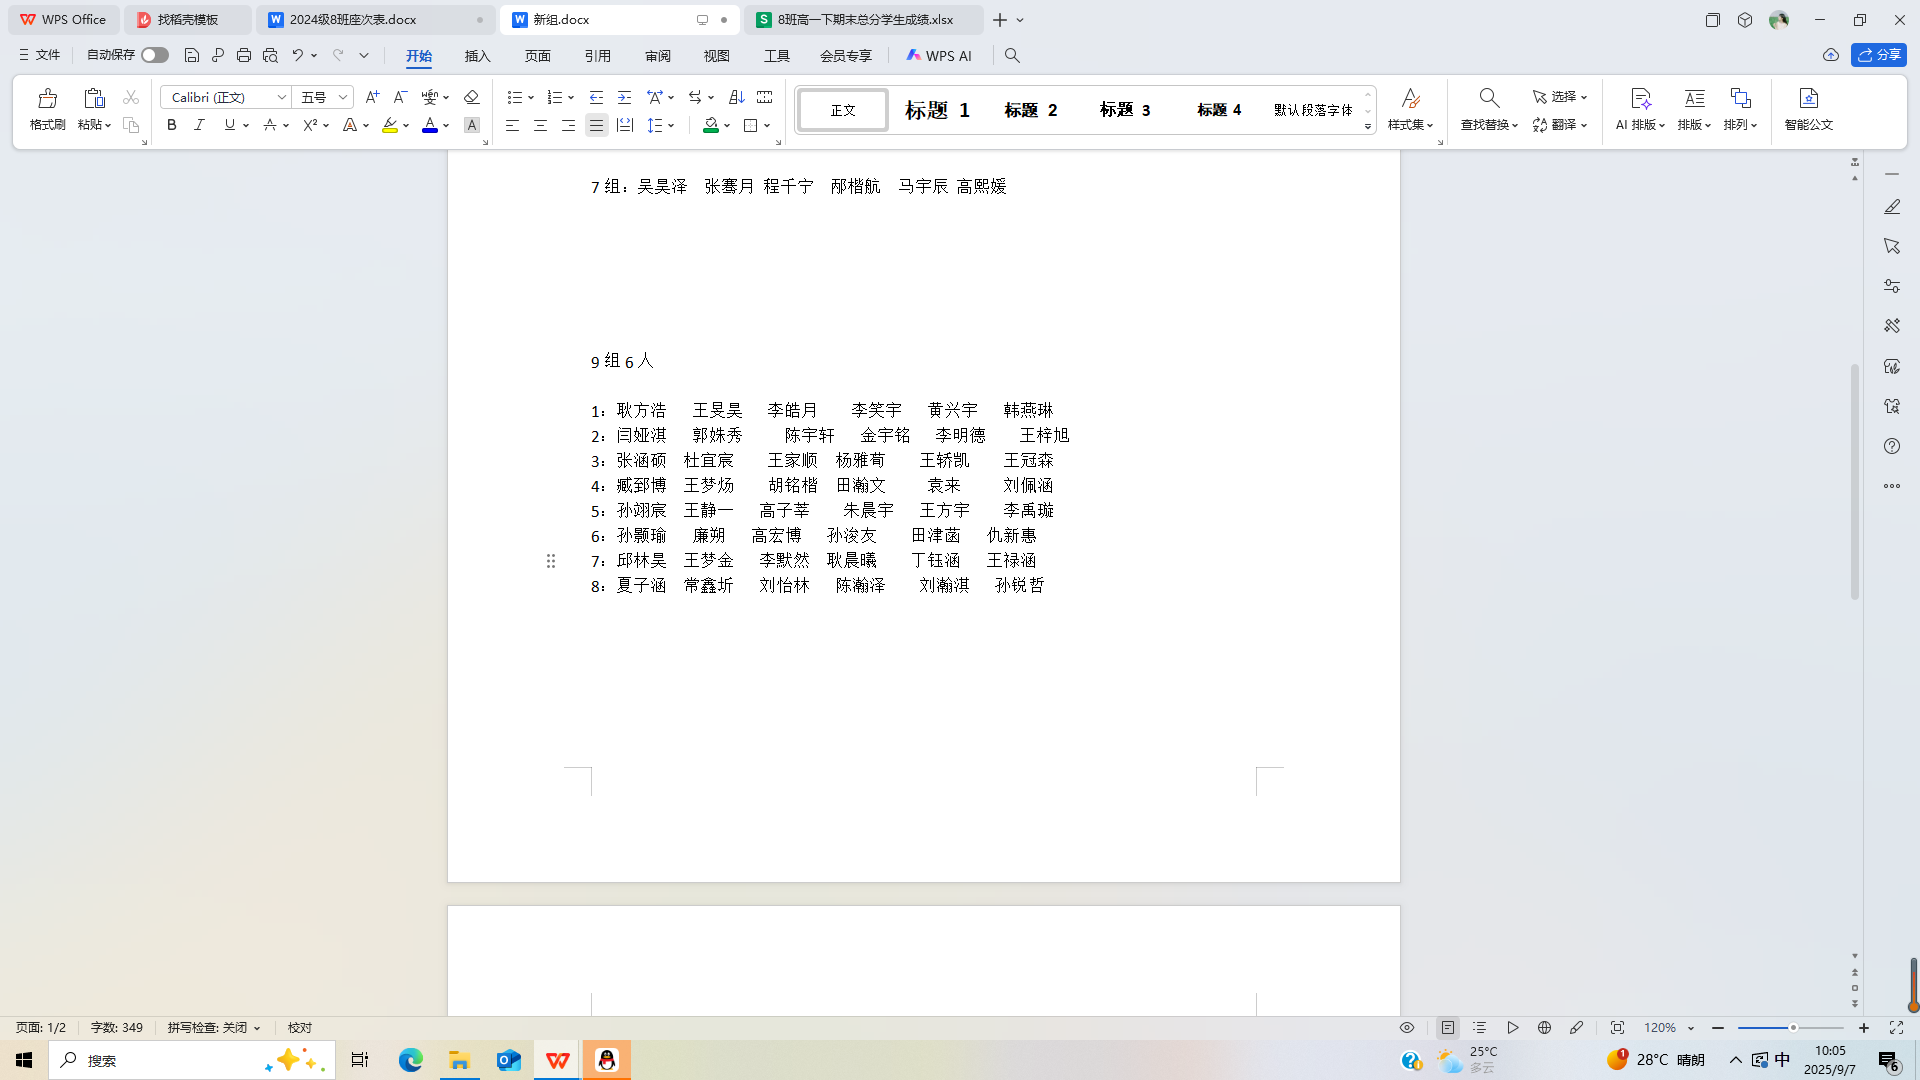 WPS Office 找稻壳模板 2024级8班座次表.docx 新组.docx 8班高一下期末总分学生成绩.xlsx
文件 自动保存 开始 插入 页面 引用 审阅 视图 工具 会员专享 WPS AI 分享
格式刷 粘贴 Calibri (正文) 五号 正文 标题 1 标题 2 标题 3 标题 4 默认段落字体 样式集 查找替换 选择 翻译 AI 排版 排版 排列 智能公文
7 组：吴昊泽 张骞月 程千宁 邴楷航 马宇辰 高熙媛
9 组 6 人
1：耿方浩 王旻昊 李皓月 李笑宇 黄兴宇 韩燕琳
2：闫娅淇 郭姝秀 陈宇轩 金宇铭 李明德 王梓旭
3：张涵硕 杜宜宸 王家顺 杨雅荀 王轿凯 王冠森
4：臧郅博 王梦炀 胡铭楷 田瀚文 袁来 刘佩涵
5：孙翊宸 王静一 高子莘 朱晨宇 王方宇 李禹璇
6：孙颢瑜 廉朔 高宏博 孙浚友 田津菡 仇新惠
7：邱林昊 王梦金 李默然 耿晨曦 丁钰涵 王禄涵
8：夏子涵 常鑫圻 刘怡林 陈瀚泽 刘瀚淇 孙锐哲
页面: 1/2 字数: 349 拼写检查: 关闭 校对 120%
搜索 25°C 多云 28°C 晴朗 中 10:05 2025/9/7 6